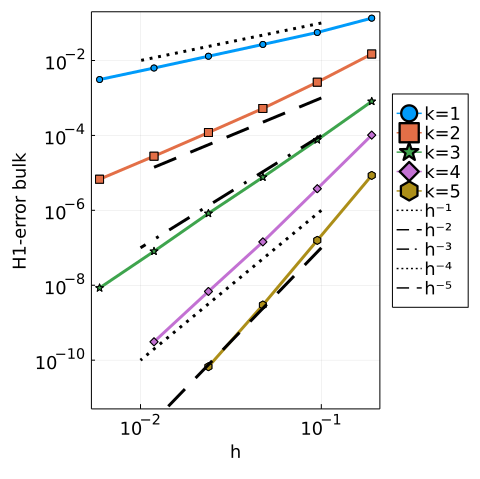 H1-error bulk
10⁻²
10⁻⁴
10⁻⁶
10⁻⁸
10⁻¹⁰
10⁻²
10⁻¹
h
k=1
k=2
k=3
k=4
k=5
h⁻¹
h⁻²
h⁻³
h⁻⁴
h⁻⁵